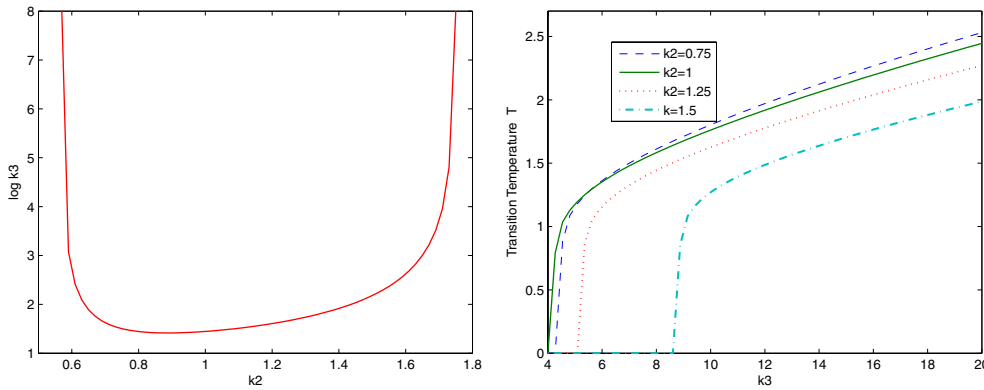 8
7
6
5
4
3
2
1
log k3
0.6 0.8 1 1.2 1.4 1.6 1.8
k2
2.5
2
1.5
1
0.5
0
Transition Temperature T
k2=0.75
k2=1
k2=1.25
k=1.5
4 6 8 10 12 14 16 18 20
k3